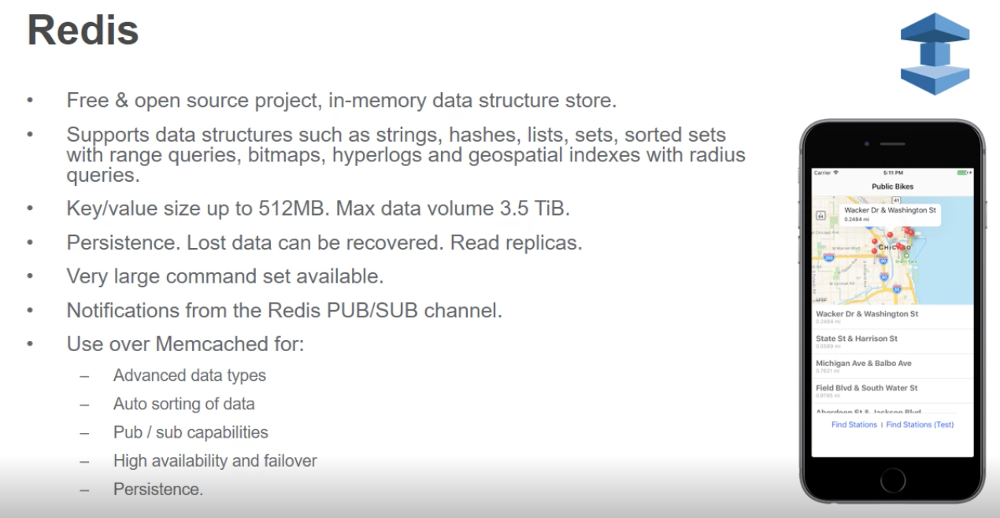 Redis
• Free & open source project, in-memory data structure store.
• Supports data structures such as strings, hashes, lists, sets, sorted sets
with range queries, bitmaps, hyperlogs and geospatial indexes with radius
queries.
• Key/value size up to 512MB. Max data volume 3.5 TiB.
• Persistence. Lost data can be recovered. Read replicas.
• Very large command set available.
• Notifications from the Redis PUB/SUB channel.
• Use over Memcached for:
– Advanced data types
– Auto sorting of data
– Pub / sub capabilities
– High availability and failover
– Persistence.
Carrier 5:11 PM
Public Bikes
41
Wacker Dr & Washington St
0.2484 mi
64
CHICAGO
Grant Park
90
Wacker Dr & Washington St
0.2484 mi
State St & Harrison St
0.5589 mi
Michigan Ave & Balbo Ave
0.7621 mi
Field Blvd & South Water St
0.9785 mi
Aberdeen St & Jackson Blvd
Find Stations | Find Stations (Test)